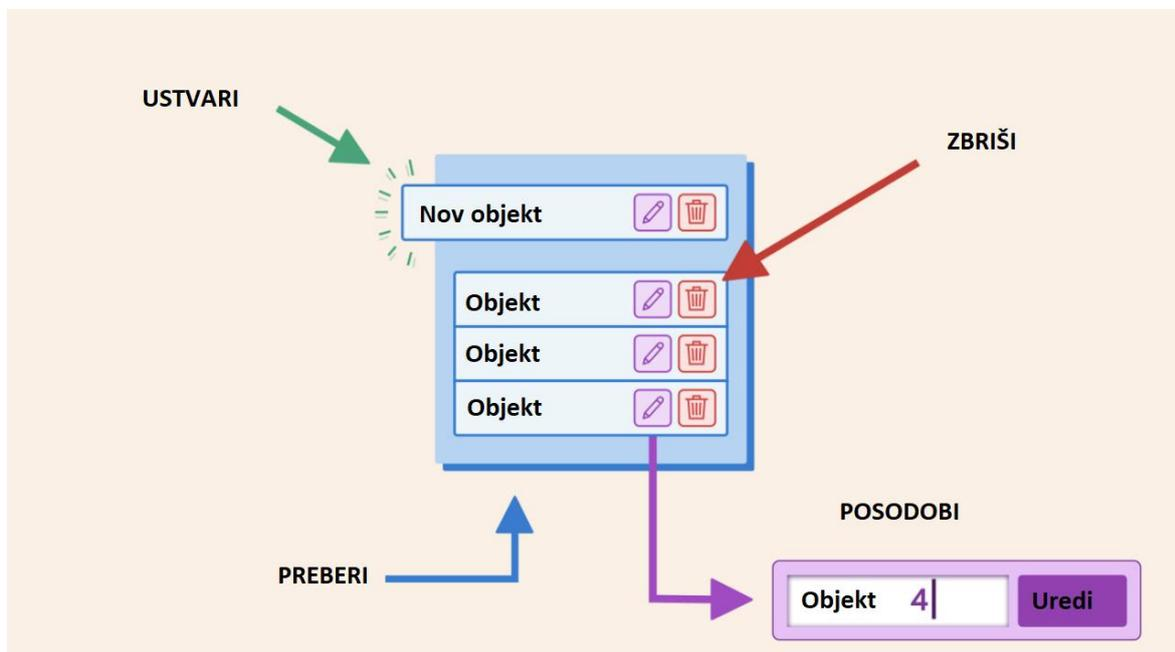 USTVARI
ZBRIŠI
Nov objekt
Objekt
Objekt
Objekt
POSODOBI
PREBERI
Objekt 4
Uredi